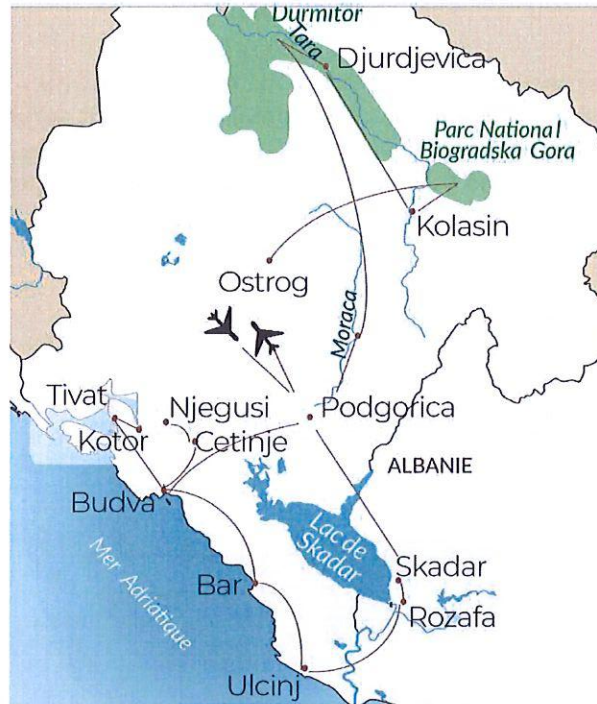 Durmitor
Tara
Djurdjevica
Parc National
Biogradska Gora
Kolasin
Ostrog
Moraca
Tivat
Njegusi
Podgorica
Kotor
Cetinje
ALBANIE
Budva
Lac de
Skadar
Mer Adriatique
Skadar
Bar
Rozafa
Ulcinj